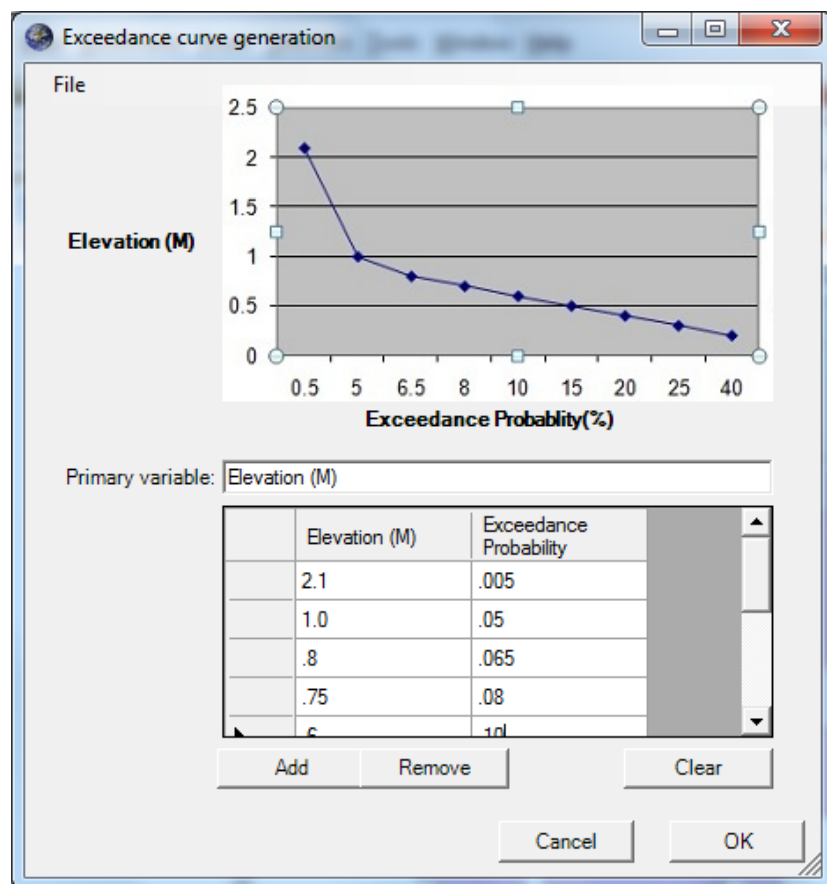 Exceedance curve generation
File
2.5
2
1.5
1
0.5
0
Elevation (M)
0.5 5 6.5 8 10 15 20 25 40
Exceedance Probablity(%)
Primary variable: Elevation (M)
Elevation (M) Exceedance
Probability
2.1 .005
1.0 .05
.8 .065
.75 .08
Add Remove Clear
Cancel OK